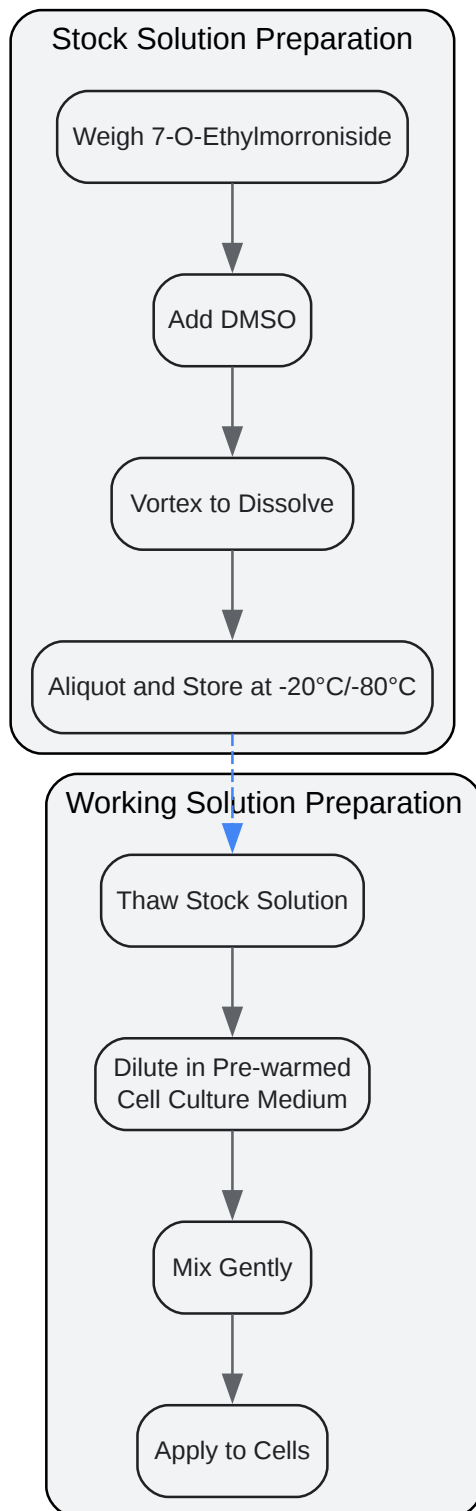 Stock Solution Preparation
Weigh 7-O-Ethylmorroniside
Add DMSO
Vortex to Dissolve
Aliquot and Store at -20°C/-80°C
Working Solution Preparation
Thaw Stock Solution
Dilute in Pre-warmed
Cell Culture Medium
Mix Gently
Apply to Cells